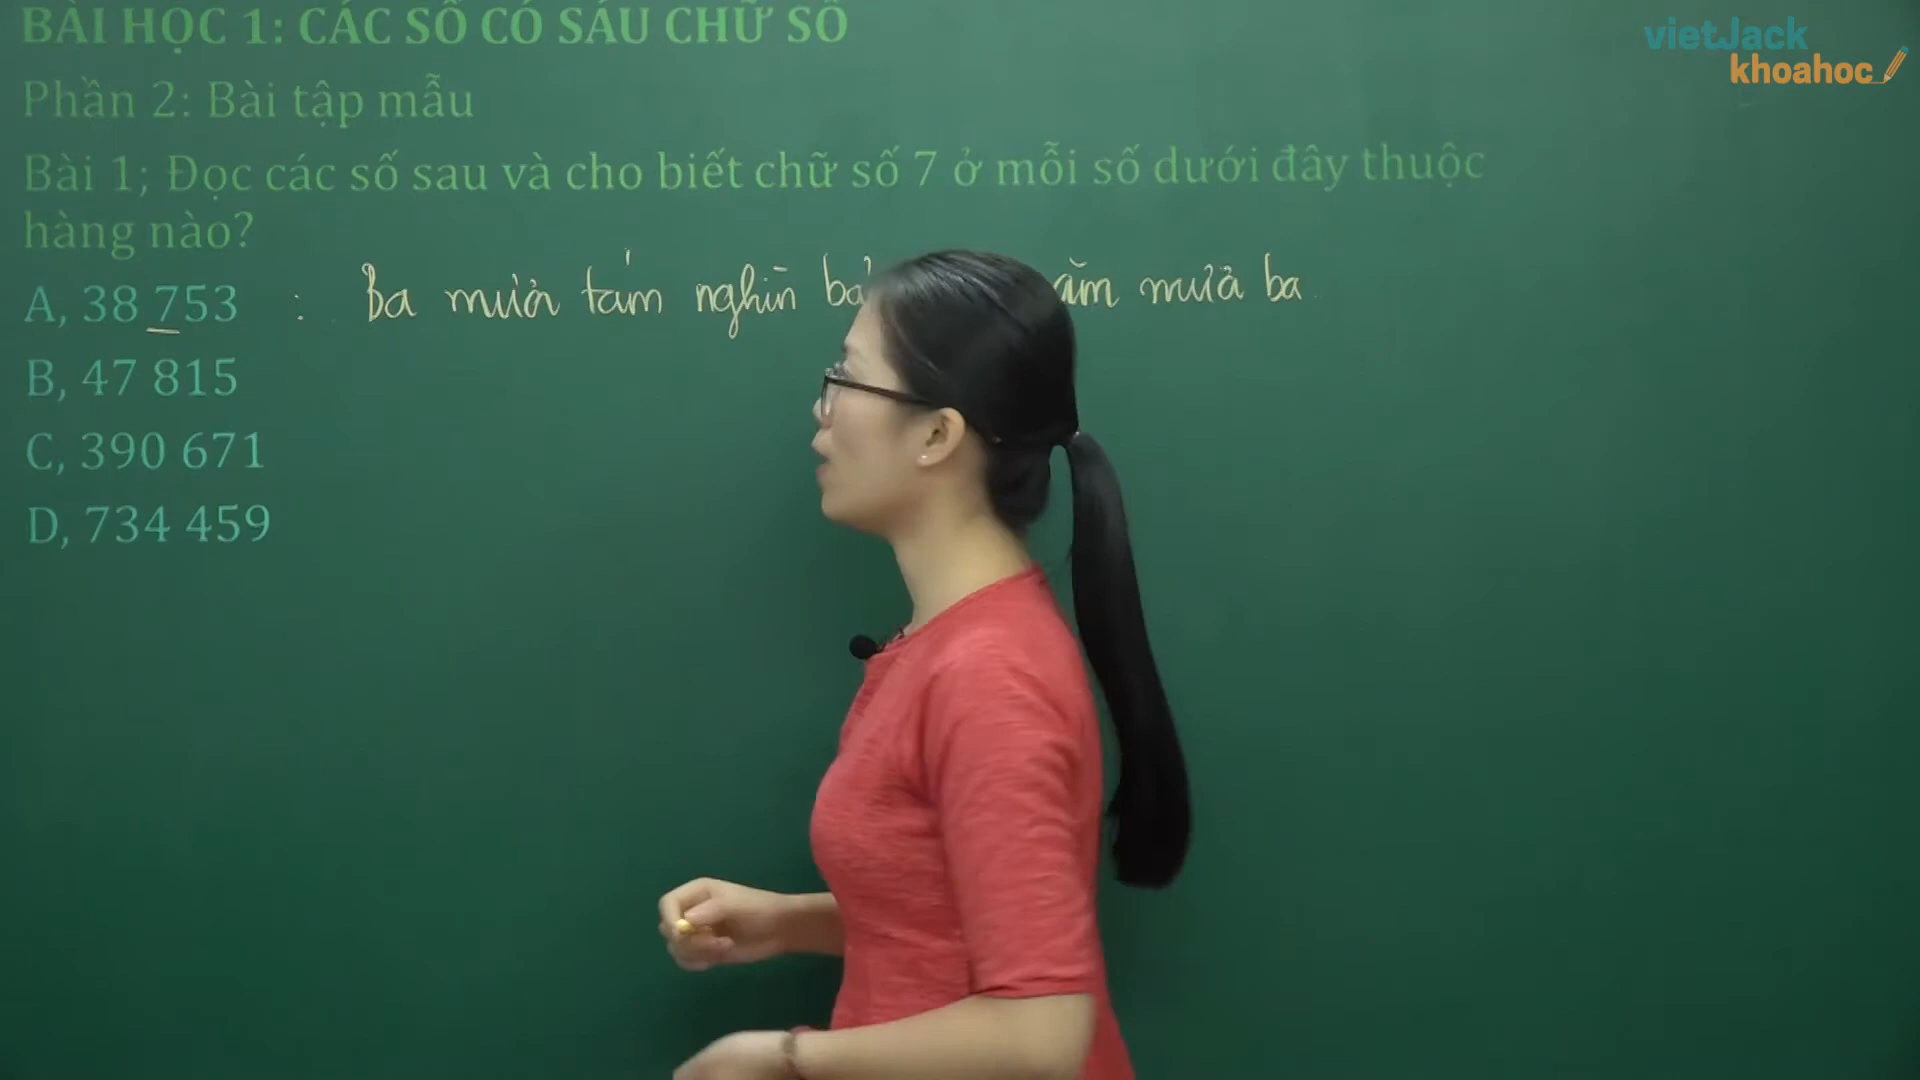 BÀI HỌC 1: CÁC SỐ CÓ SÁU CHỮ SỐ
vietJack
khoahoc
Phần 2: Bài tập mẫu
Bài 1; Đọc các số sau và cho biết chữ số 7 ở mỗi số dưới đây thuộc
hàng nào?
A, 38 753 : Ba mươi tám nghìn ăm mươi ba
B, 47 815
C, 390 671
D, 734 459